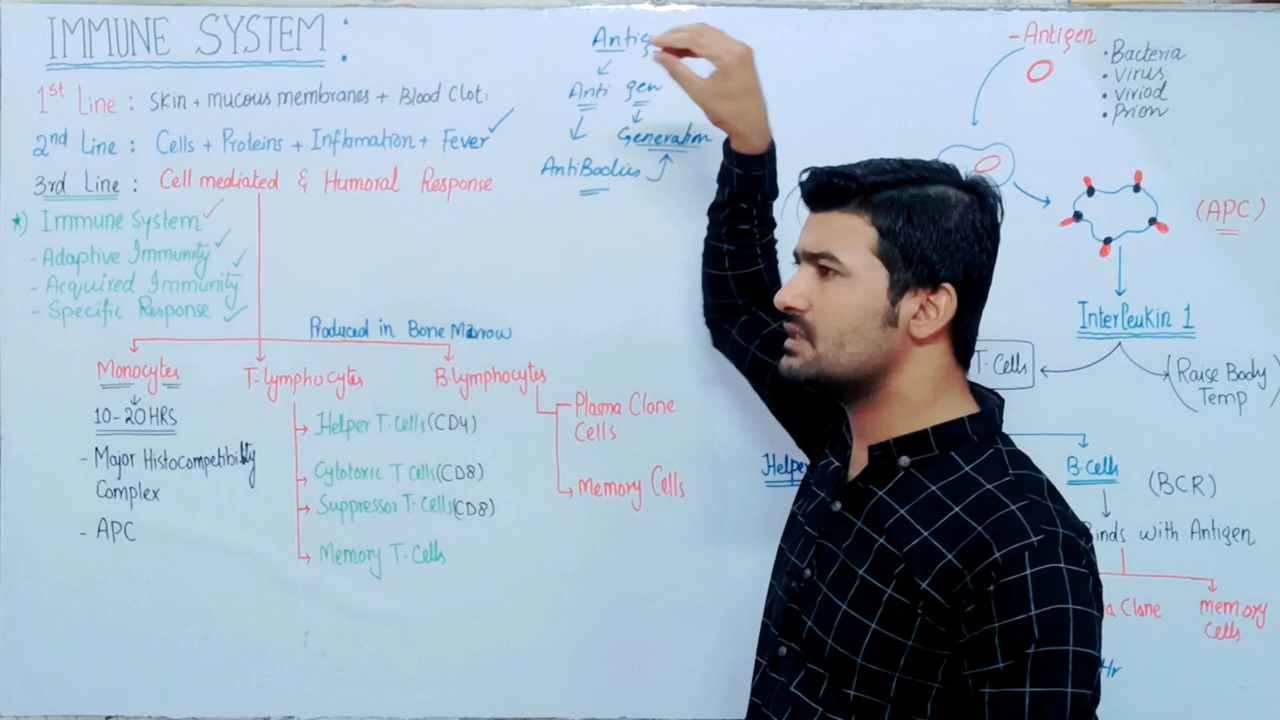 IMMUNE SYSTEM:
1st Line: Skin + mucous membranes + Blood Clot:
2nd Line: Cells + Proteins + Inflamation + Fever
3rd Line: Cell mediated & Humoral Response
*) Immune System
- Adaptive Immunity
- Acquired Immunity
- Specific Response
Produced in Bone Marrow
Monocytes
10-20 HRS
- Major Histocompetibility
Complex
- APC
T-lymphocytes
Helper T.Cells (CD4)
Cytotoxic T Cells (CD8)
Suppressor T-Cells (CD8)
Memory T-Cells
B-lymphocytes
Plasma Clone
Cells
Memory Cells
Anti gen
Generation
AntiBodies
- Antigen
• Bacteria
• Virus
• Viriod
• Prion
(APC)
Interleukin 1
T-Cells
(Raise Body
Temp)
Helper
B-cells
(BCR)
with Antigen
Clone
memory
Cells
Hr